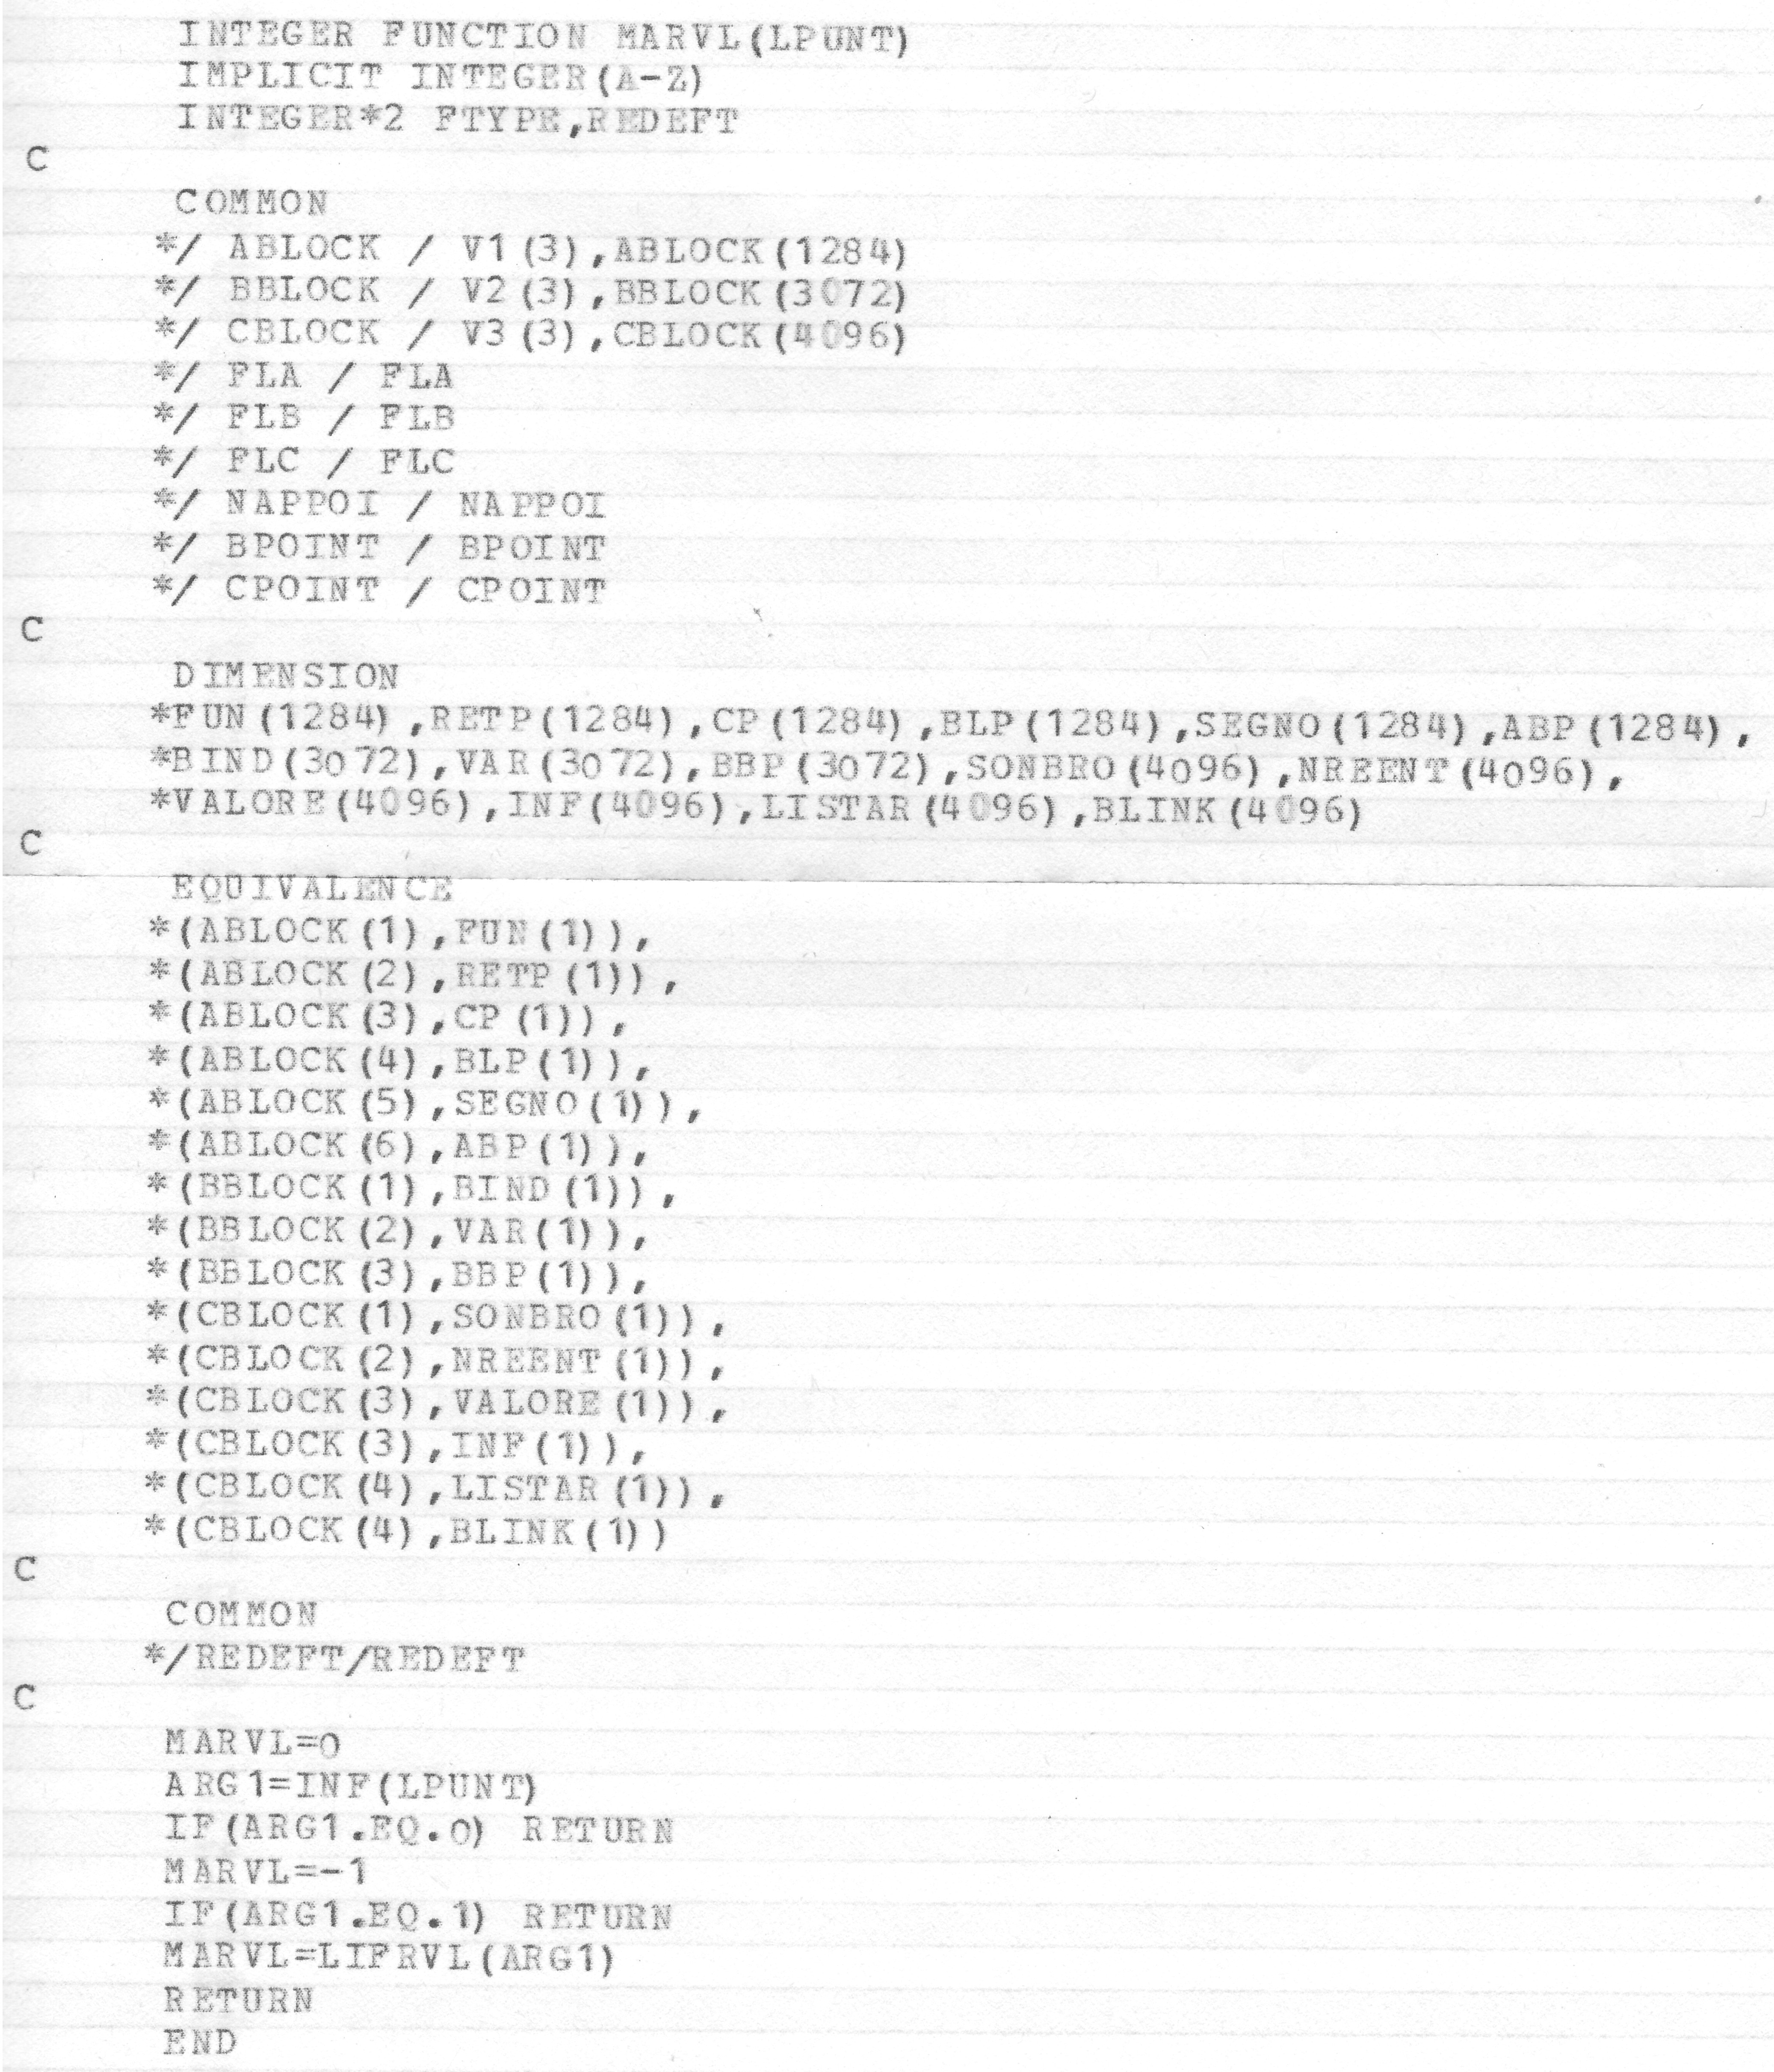 INTEGER FUNCTION MARVL(LPUNT)
IMPLICIT INTEGER(A-Z)
INTEGER*2 FTYPE,REDEFT
C
COMMON
*/ ABLOCK / V1(3),ABLOCK(1284)
*/ BBLOCK / V2(3),BBLOCK(3072)
*/ CBLOCK / V3(3),CBLOCK(4096)
*/ FLA / FLA
*/ FLB / FLB
*/ FLC / FLC
*/ NAPPOI / NAPPOI
*/ BPOINT / BPOINT
*/ CPOINT / CPOINT
C
DIMENSION
*FUN(1284),RETP(1284),CP(1284),BLP(1284),SEGNO(1284),ABP(1284),
*BIND(3072),VAR(3072),BBP(3072),SONBRO(4096),NREENT(4096),
*VALORE(4096),INF(4096),LISTAR(4096),BLINK(4096)
C
EQUIVALENCE
*(ABLOCK(1),FUN(1)),
*(ABLOCK(2),RETP(1)),
*(ABLOCK(3),CP(1)),
*(ABLOCK(4),BLP(1)),
*(ABLOCK(5),SEGNO(1)),
*(ABLOCK(6),ABP(1)),
*(BBLOCK(1),BIND(1)),
*(BBLOCK(2),VAR(1)),
*(BBLOCK(3),BBP(1)),
*(CBLOCK(1),SONBRO(1)),
*(CBLOCK(2),NREENT(1)),
*(CBLOCK(3),VALORE(1)),
*(CBLOCK(3),INF(1)),
*(CBLOCK(4),LISTAR(1)),
*(CBLOCK(4),BLINK(1))
C
COMMON
*/REDEFT/REDEFT
C
MARVL=0
ARG1=INF(LPUNT)
IF(ARG1.EQ.0) RETURN
MARVL=-1
IF(ARG1.EQ.1) RETURN
MARVL=LIFRVL(ARG1)
RETURN
END